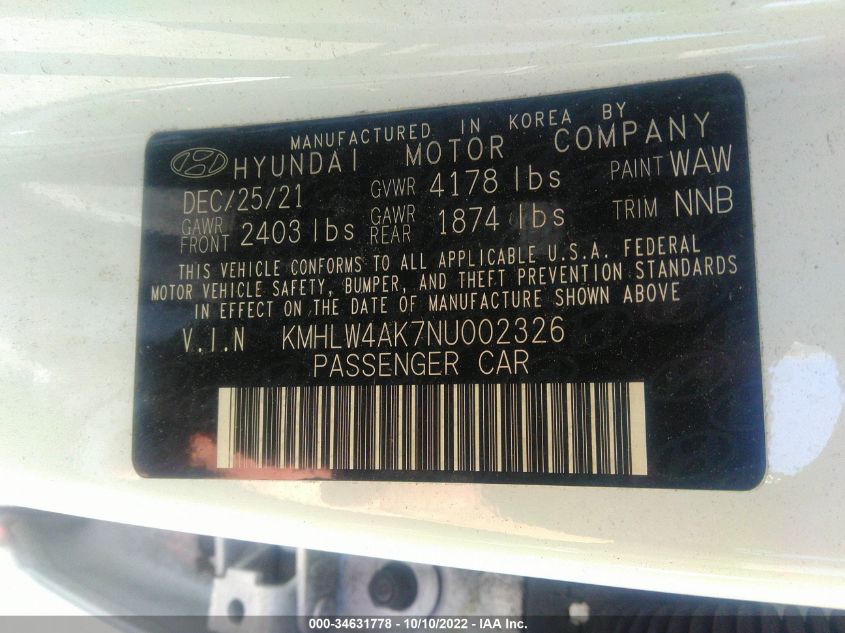 MANUFACTURED IN KOREA BY
HYUNDAI MOTOR COMPANY
DEC/25/21 GVWR 4178 lbs PAINT WAW
GAWR FRONT 2403 lbs GAWR REAR 1874 lbs TRIM NNB
THIS VEHICLE CONFORMS TO ALL APPLICABLE U.S.A. FEDERAL
MOTOR VEHICLE SAFETY, BUMPER, AND THEFT PREVENTION STANDARDS
IN EFFECT ON THE DATE OF MANUFACTURE SHOWN ABOVE
V.I.N KMHLW4AK7NU002326
PASSENGER CAR
000-34631778 - 10/10/2022 - IAA Inc.